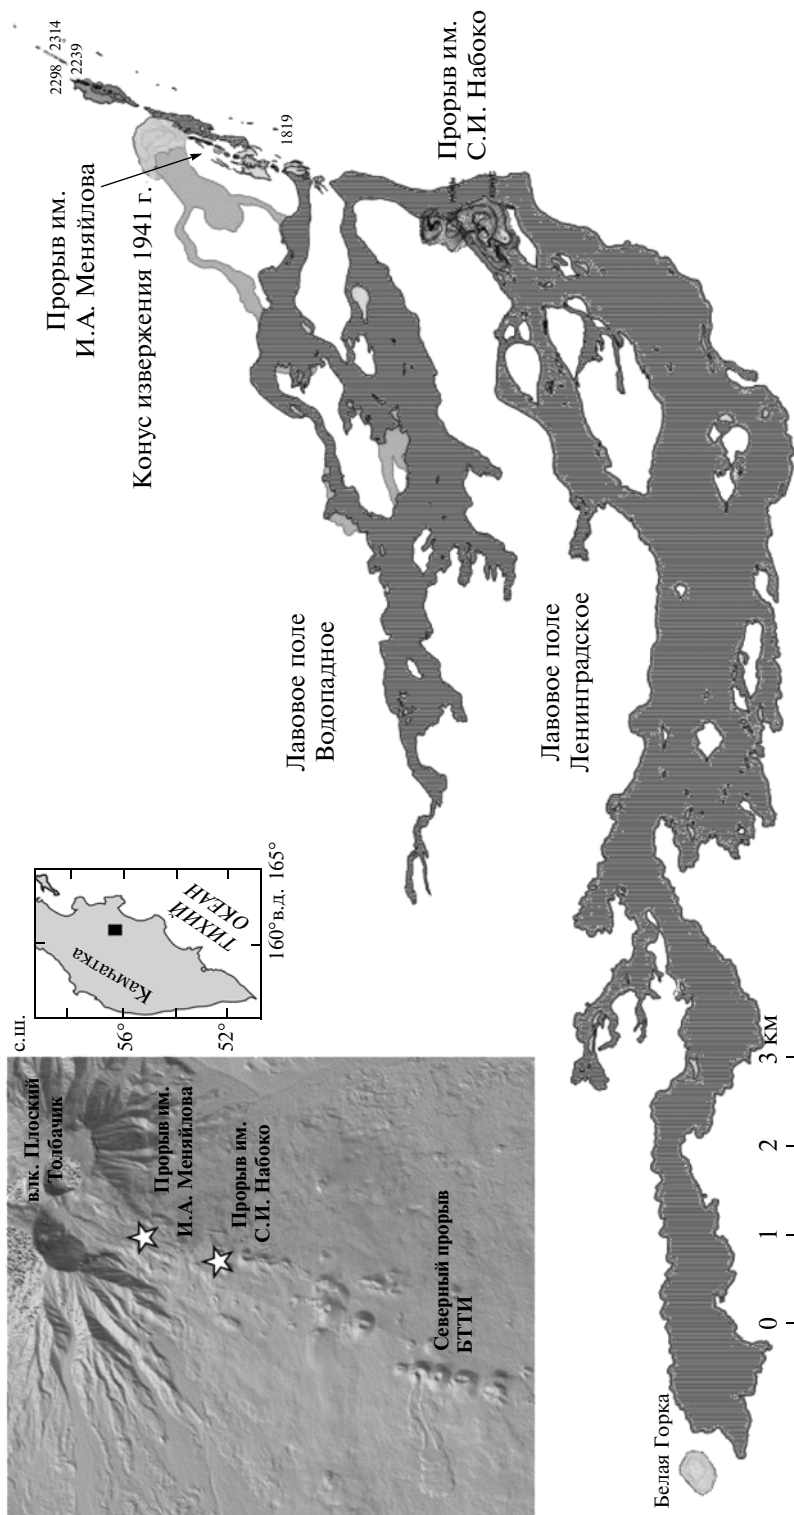 2298
2314
2239
1819
Прорыв им.
И.А. Меняйлова
Конус извержения 1941 г.
Прорыв им.
С.И. Набоко
Лавовое поле
Водопадное
Лавовое поле
Ленинградское
с.ш.
56°
52°
160°в.д.
165°
Камчатка
ТИХИЙ
ОКЕАН
влк. Плоский
Толбачик
Прорыв им.
И.А. Меняйлова
Прорыв им.
С.И. Набоко
Северный прорыв
БТТИ
Белая Горка
0
1
2
3 км